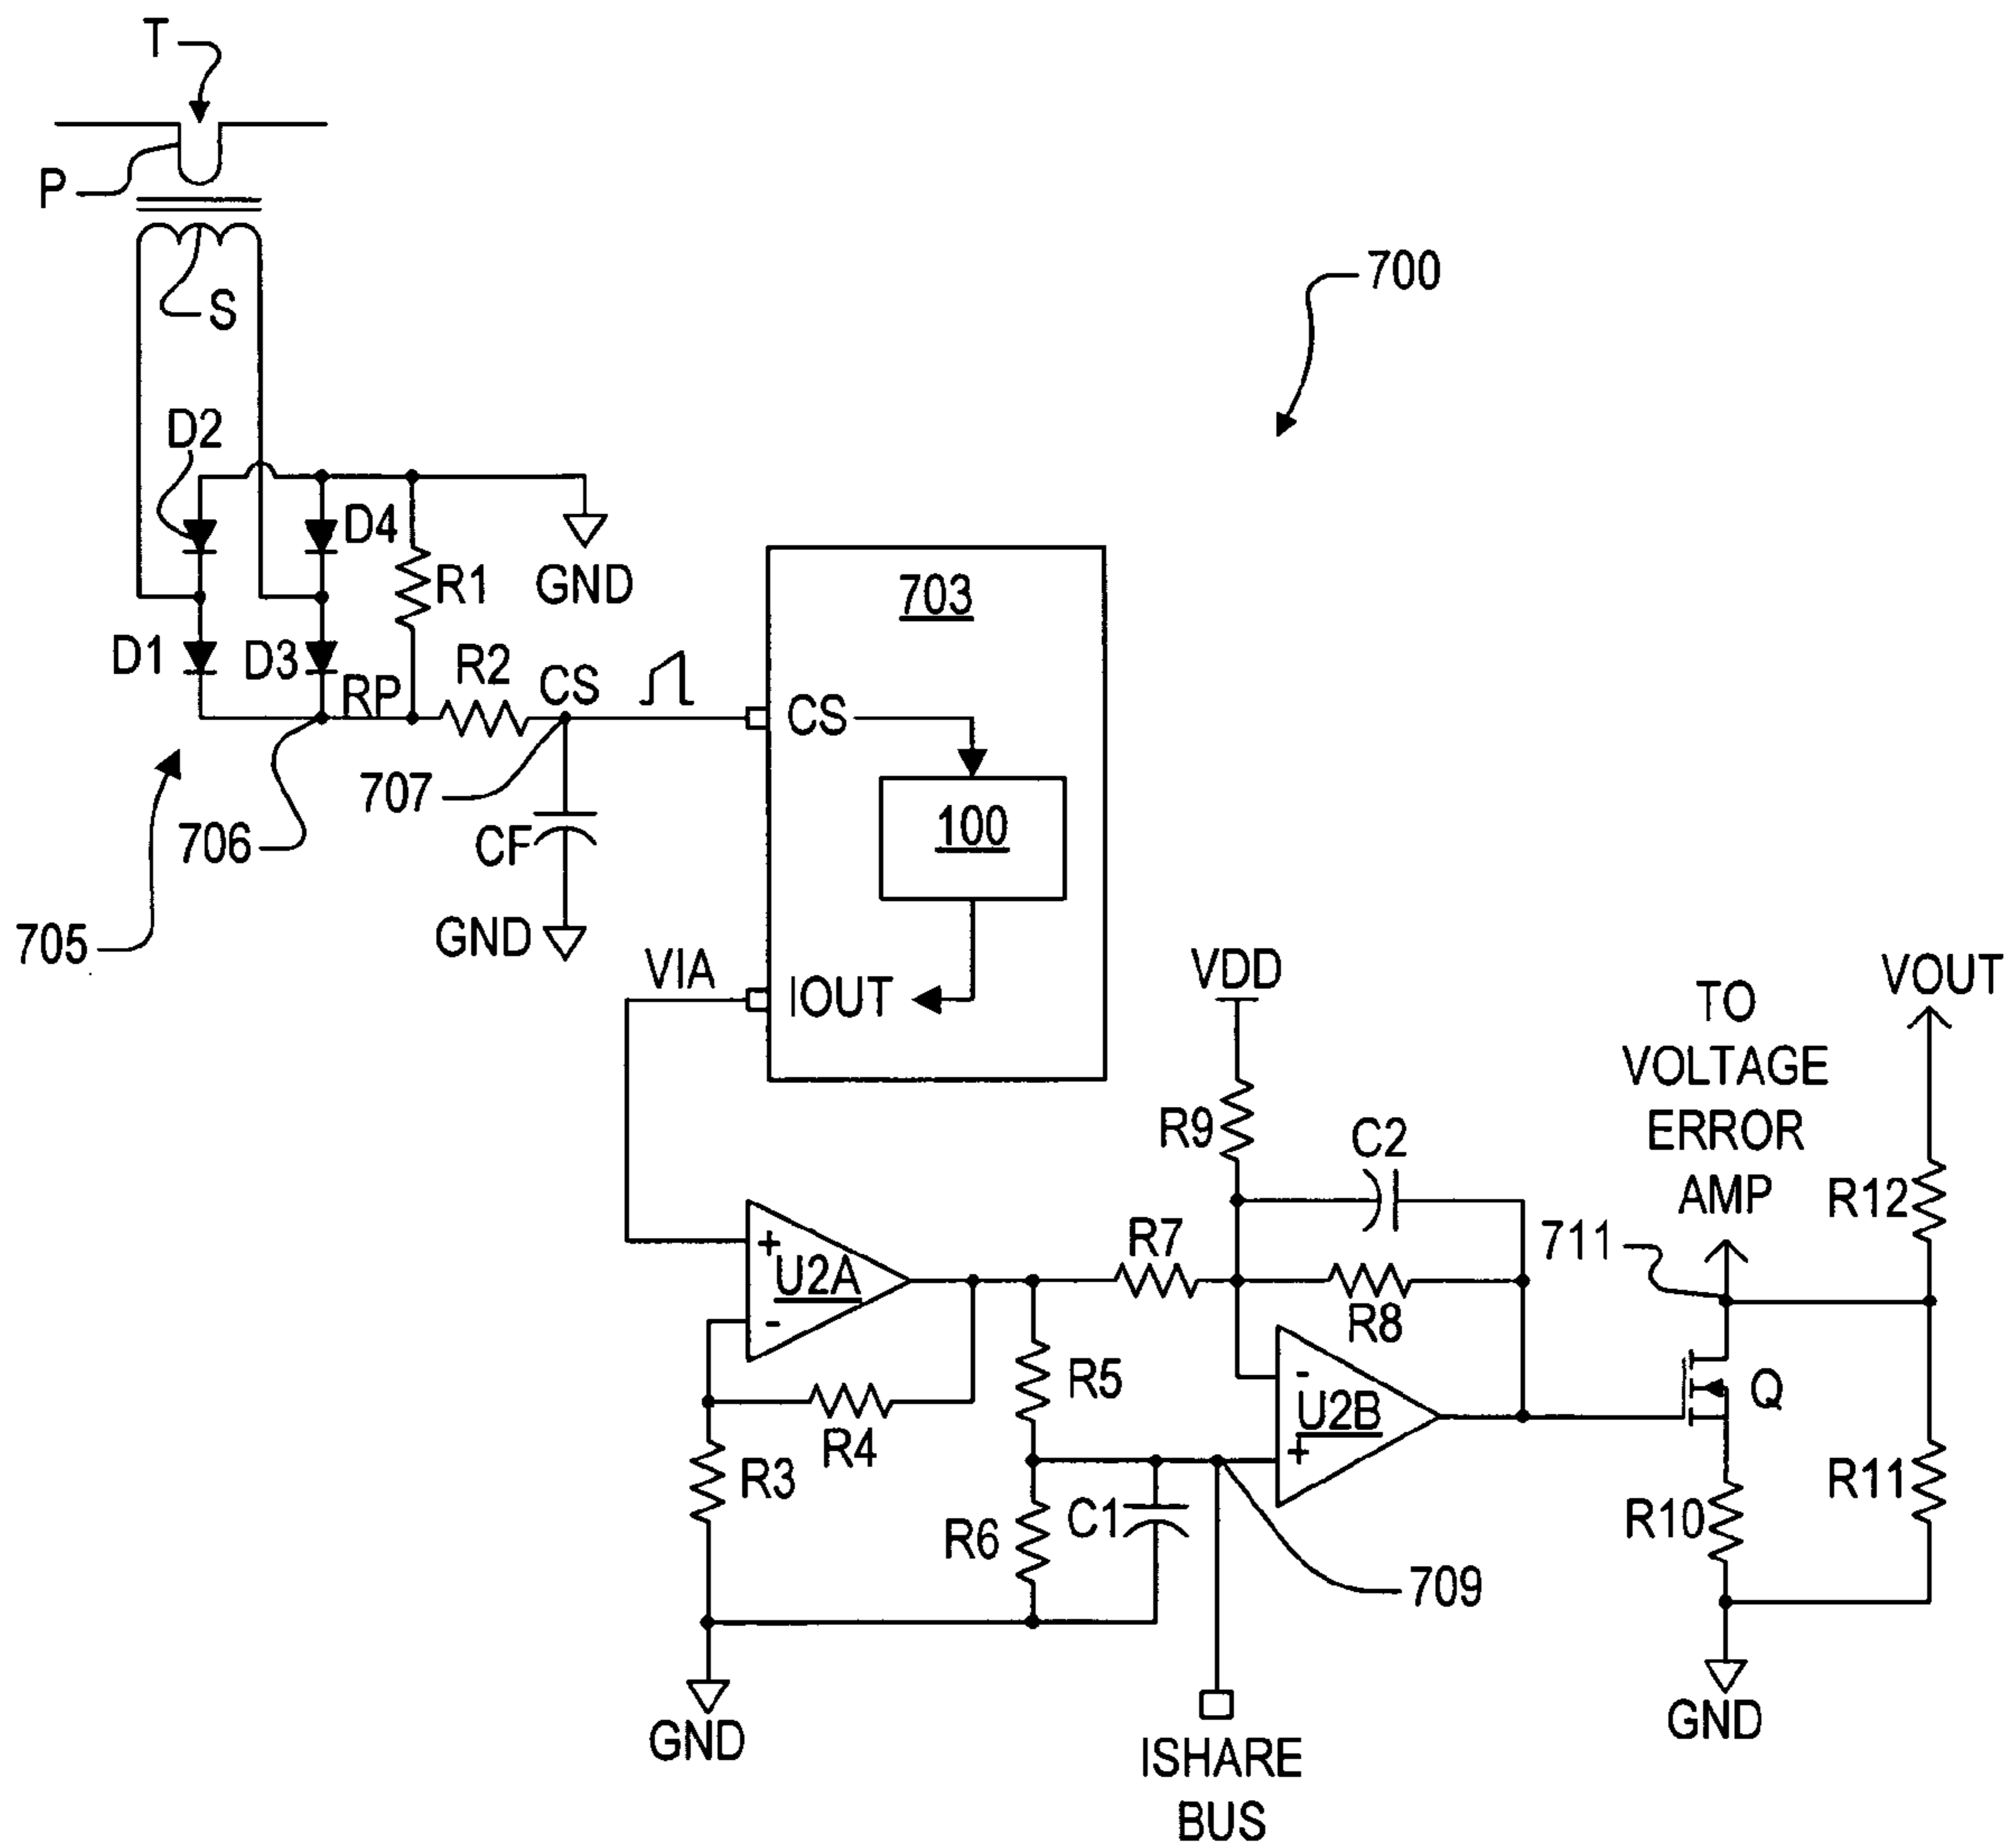 T
P
S
700
D2
D4
R1
GND
703
D1
D3
RP
R2
CS
CS
707
100
706
CF
705
GND
VIA
IOUT
VDD
VOUT
TO
VOLTAGE
ERROR
AMP
R9
C2
R12
711
R7
+
U2A
-
R8
R5
-
U2B
+
Q
R4
R3
R11
R10
C1
R6
709
GND
GND
ISHARE
BUS